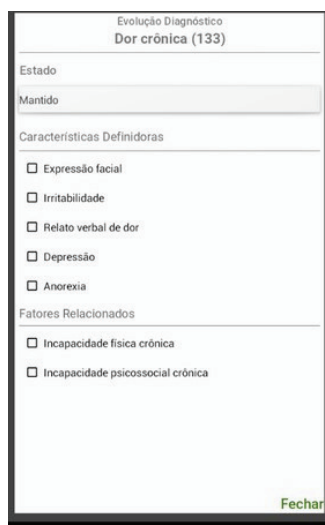 Evolução Diagnóstico
Dor crônica (133)
Estado
Mantido
Características Definidoras
Expressão facial
Irritabilidade
Relato verbal de dor
Depressão
Anorexia
Fatores Relacionados
Incapacidade física crônica
Incapacidade psicossocial crônica
Fechar